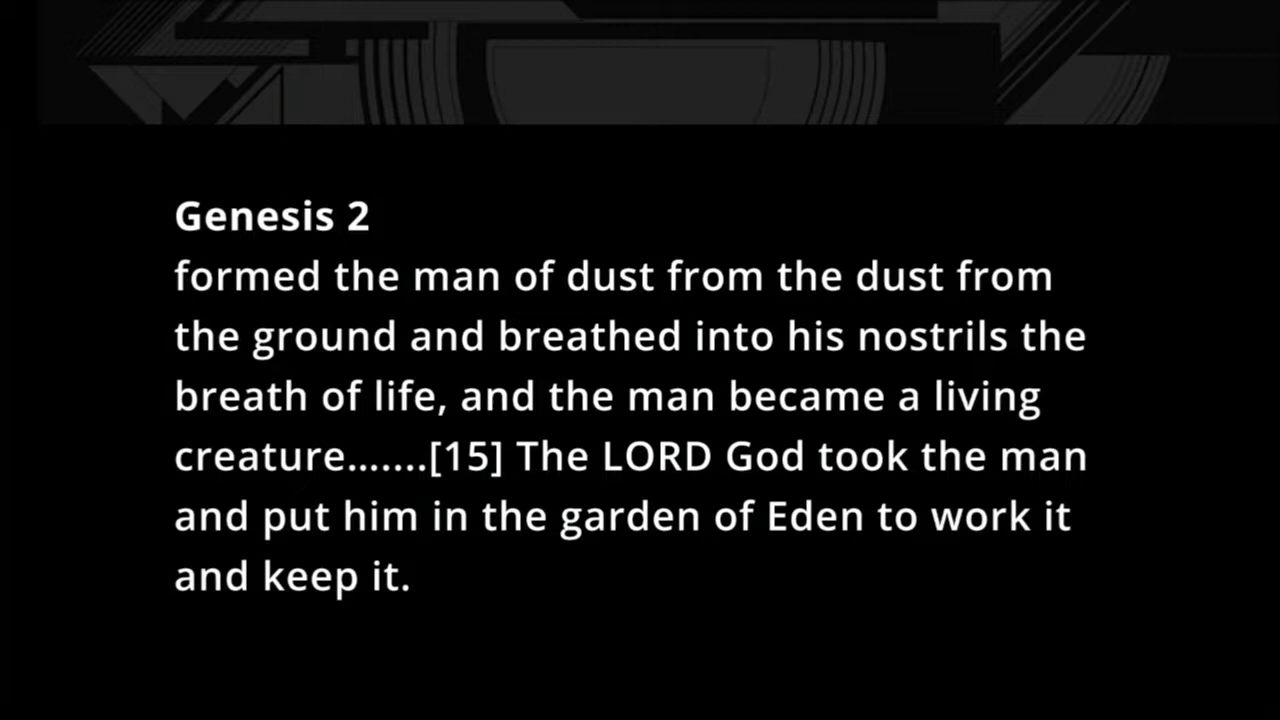 Genesis 2
formed the man of dust from the dust from
the ground and breathed into his nostrils the
breath of life, and the man became a living
creature.......[15] The LORD God took the man
and put him in the garden of Eden to work it
and keep it.